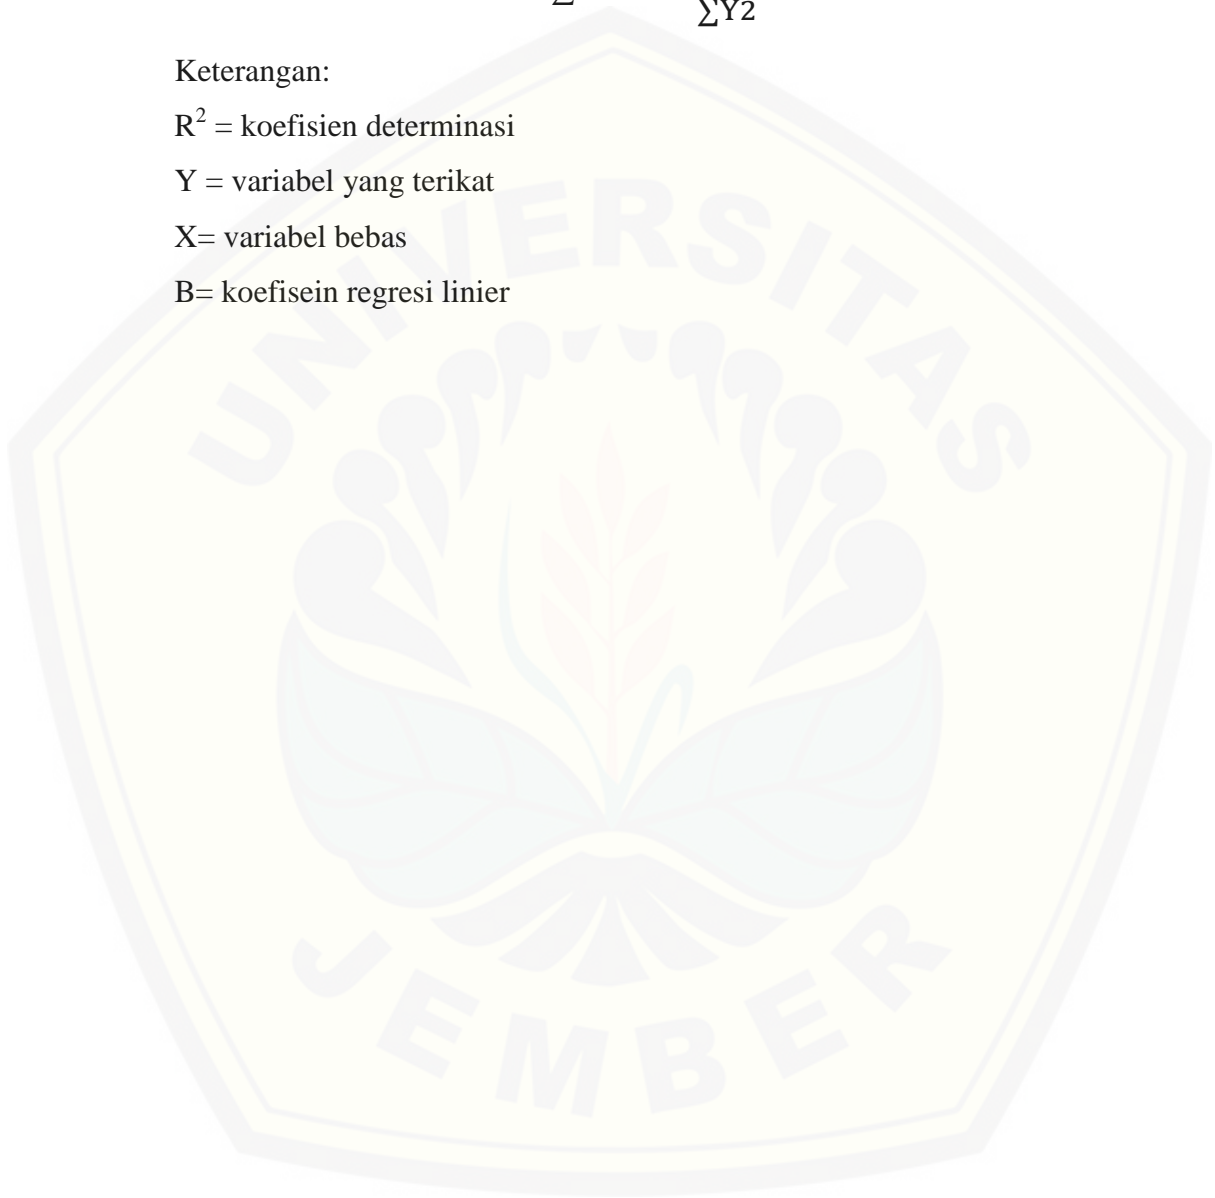 ∑Y2
Keterangan:
R² = koefisien determinasi
Y = variabel yang terikat
X= variabel bebas
B= koefisein regresi linier
UNIVERSITAS
JEMBER